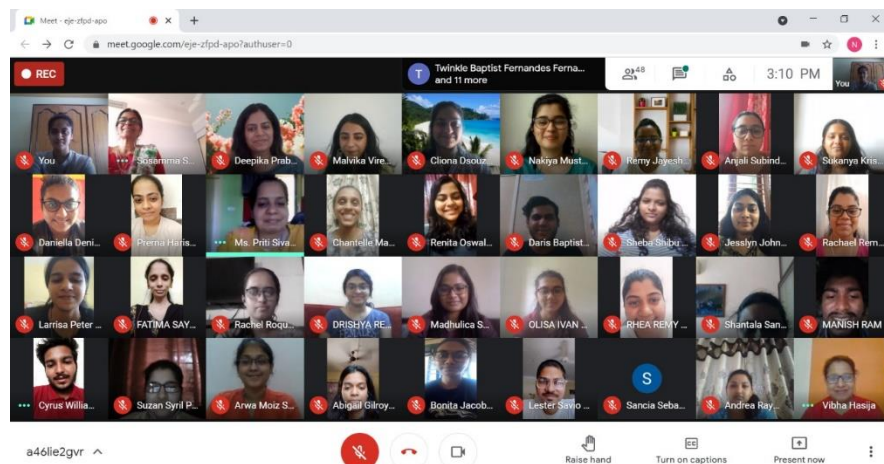 Meet - eje-zfpd-apo
meet.google.com/eje-zfpd-apo?authuser=0
N
REC
T
Twinkle Baptist Fernandes Ferna...
and 11 more
48
3:10 PM
You
You
Sosamma S...
Deepika Prab...
Malvika Vire...
Cliona Dsouz...
Nakiya Must...
Remy Jayesh...
Anjali Subind...
Sukanya Kris...
Daniella Deni...
Prerna Haris...
Ms. Priti Siva...
Chantelle Ma...
Renita Oswal...
Daris Baptist...
Sheba Shibu...
Jesslyn John...
Rachael Rem...
Larrisa Peter ...
FATIMA SAY...
Rachel Roqu...
DRISHYA RE...
Madhulica S...
OLISA IVAN ...
RHEA REMY ...
Shantala San...
MANISH RAM
Cyrus Willia...
Suzan Syril P...
Arwa Moiz S...
Abigail Gilroy...
Bonita Jacob...
Lester Savio ...
S
Sancia Seba...
Andrea Ray...
Vibha Hasija
a46lie2gvr
Raise hand
CC
Turn on captions
Present now